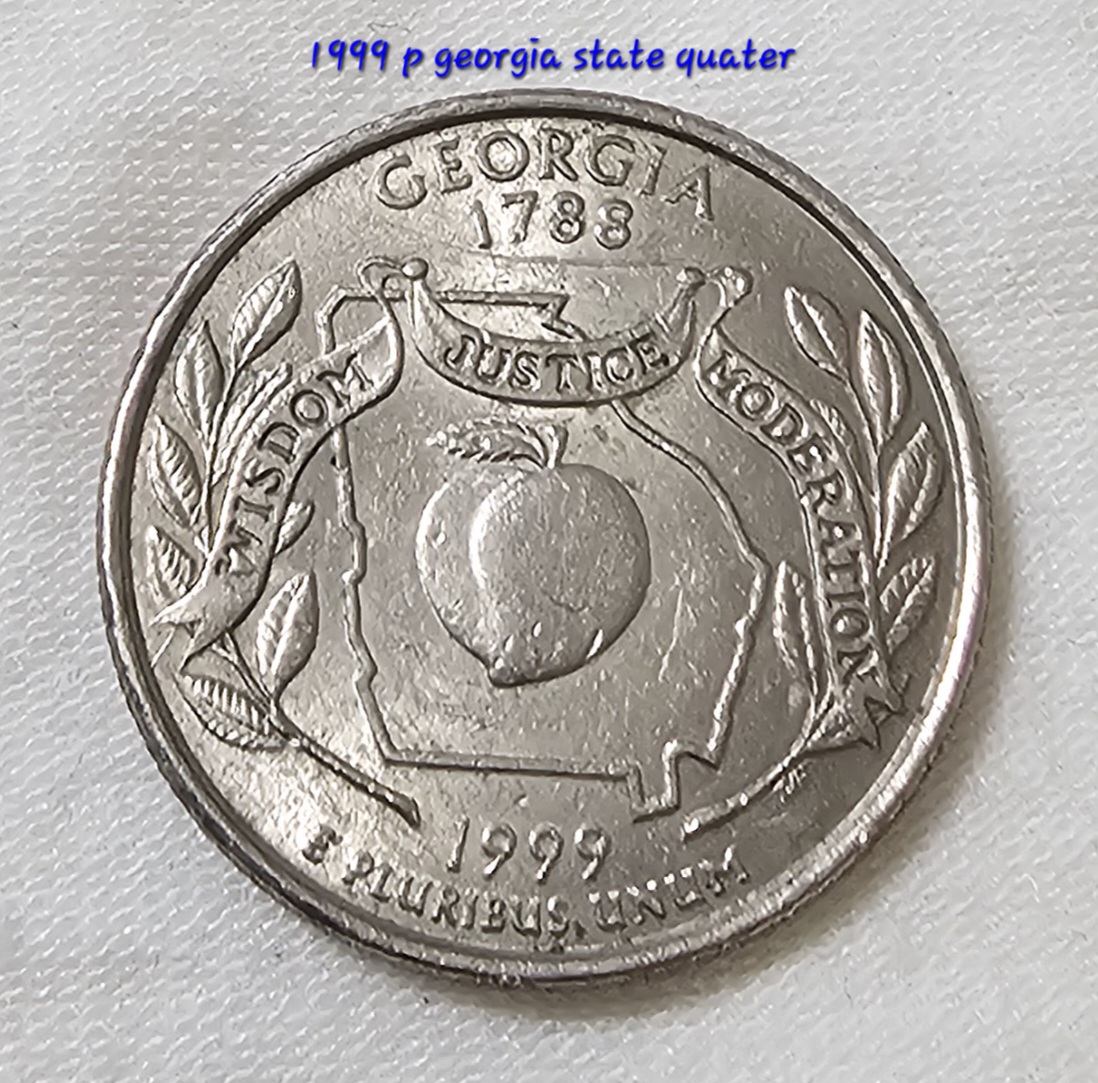 1999 p georgia state quater
GEORGIA
1788
WISDOM
JUSTICE
MODERATION
1999
E PLURIBUS UNUM